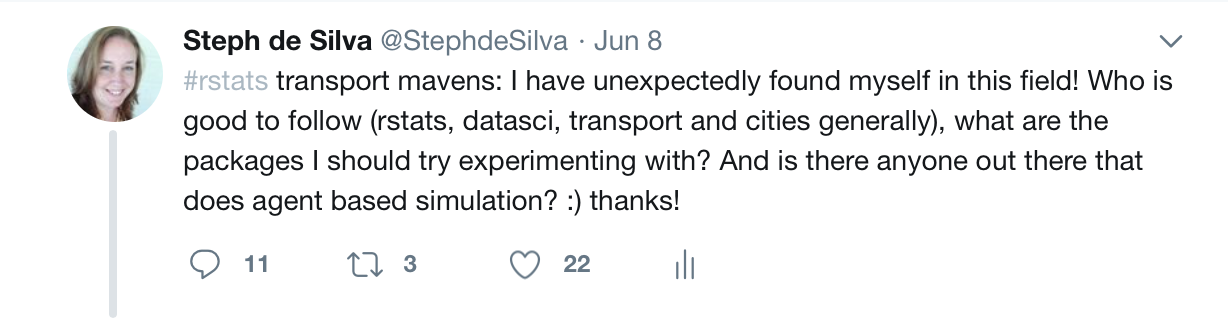 Steph de Silva @StephdeSilva · Jun 8
#rstats transport mavens: I have unexpectedly found myself in this field! Who is
good to follow (rstats, datasci, transport and cities generally), what are the
packages I should try experimenting with? And is there anyone out there that
does agent based simulation? :) thanks!
11 3 22